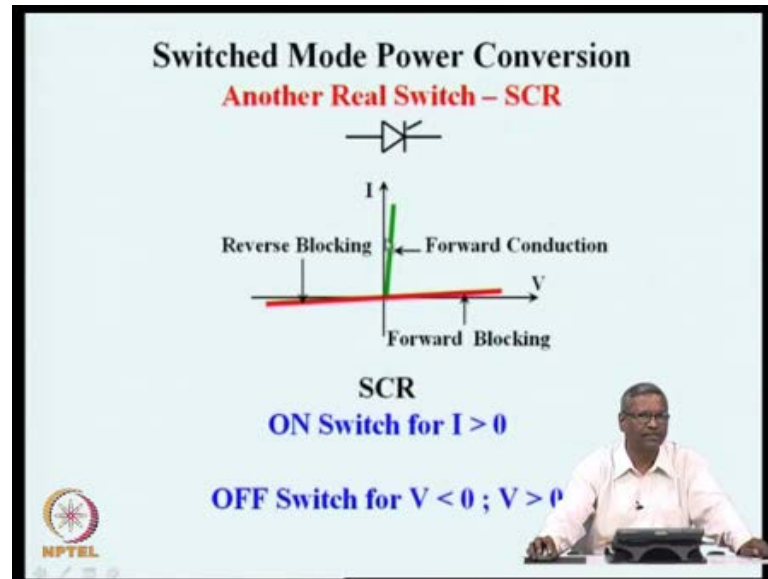 Switched Mode Power Conversion
Another Real Switch – SCR
I
Reverse Blocking
Forward Conduction
V
Forward Blocking
SCR
ON Switch for I > 0
OFF Switch for V < 0 ; V > 0
NPTEL